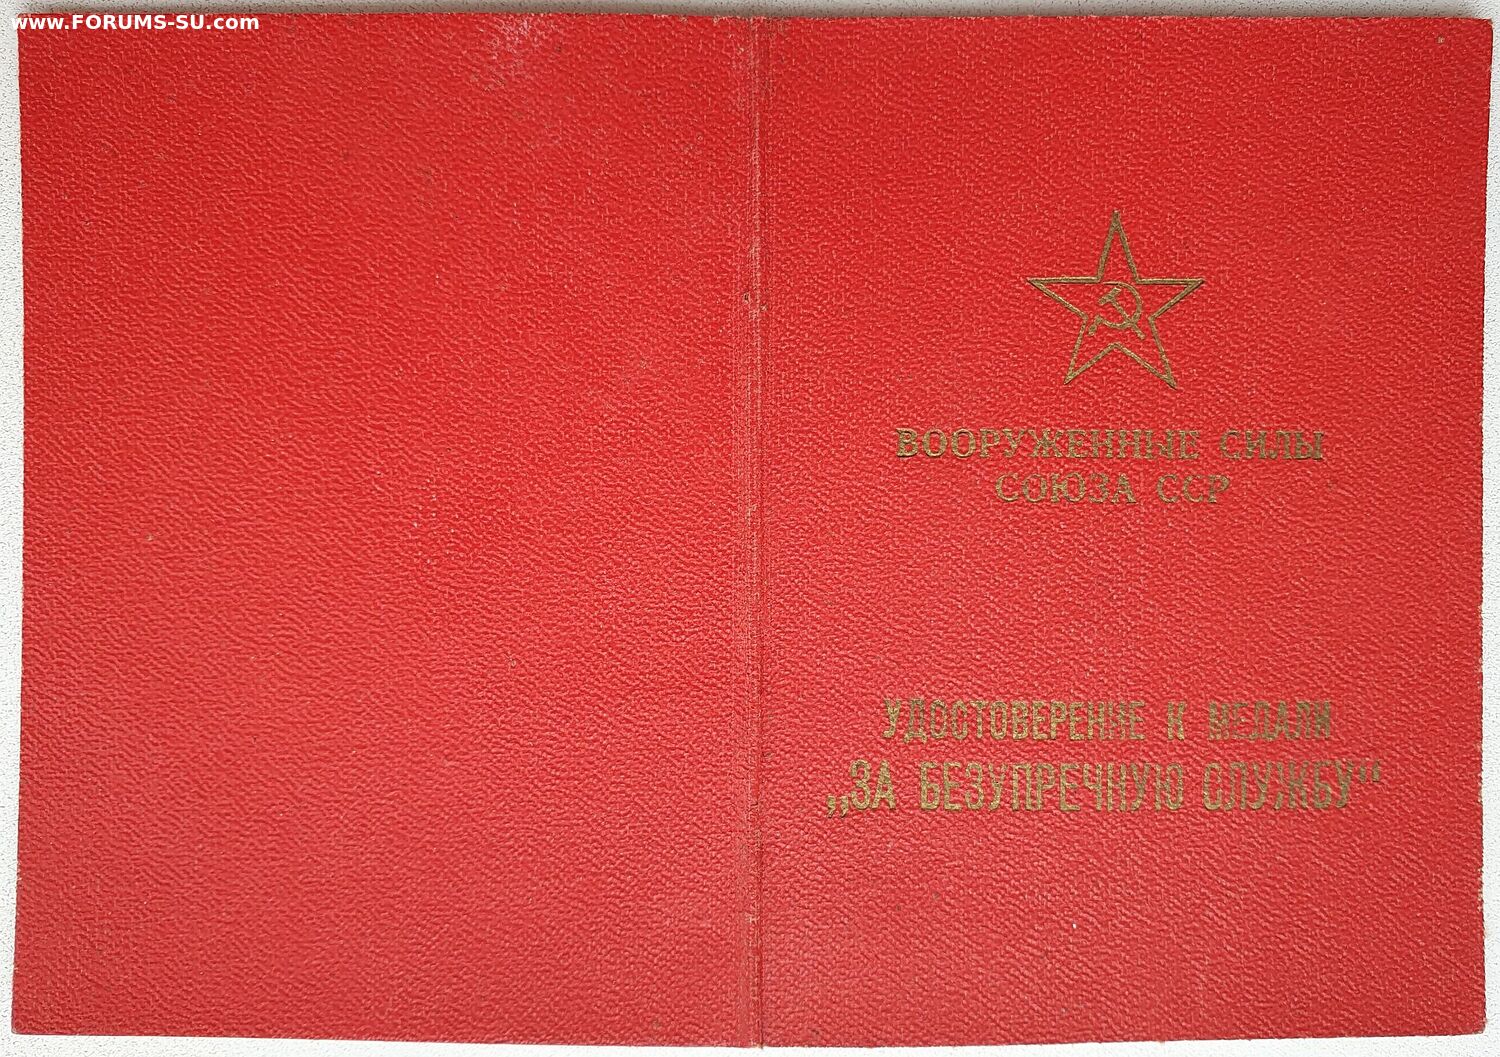 www.FORUMS-SU.com
ВООРУЖЕННЫЕ СИЛЫ
СОЮЗА ССР
УДОСТОВЕРЕНИЕ К МЕДАЛИ
„ЗА БЕЗУПРЕЧНУЮ СЛУЖБУ“